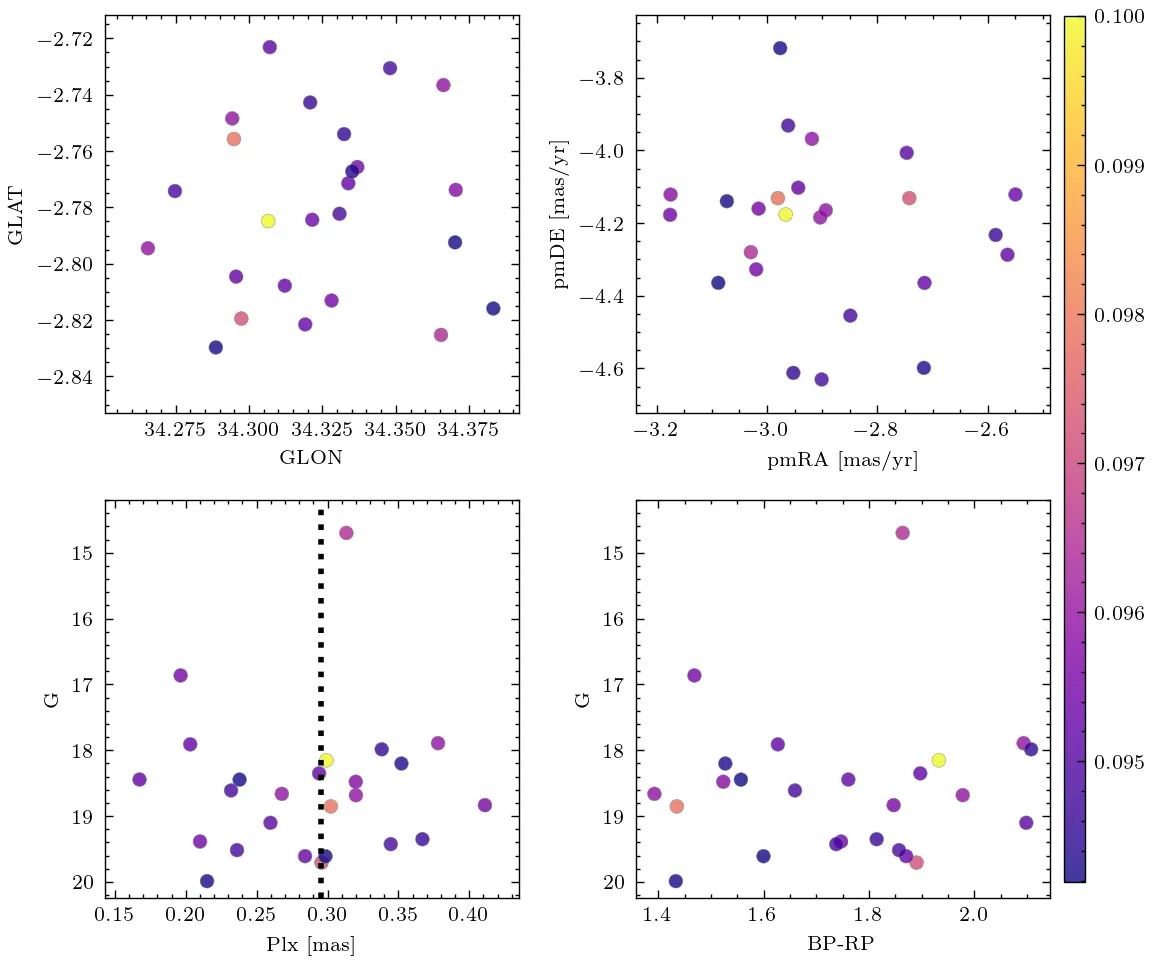 −2.72
−2.74
−2.76
−2.78
−2.80
−2.82
−2.84
GLAT
34.275 34.300 34.325 34.350 34.375
GLON
−3.8
−4.0
−4.2
−4.4
−4.6
pmDE [mas/yr]
−3.2 −3.0 −2.8 −2.6
pmRA [mas/yr]
0.100
0.099
0.098
0.097
0.096
0.095
15
16
17
18
19
20
G
0.15 0.20 0.25 0.30 0.35 0.40
Plx [mas]
15
16
17
18
19
20
G
1.4 1.6 1.8 2.0
BP-RP